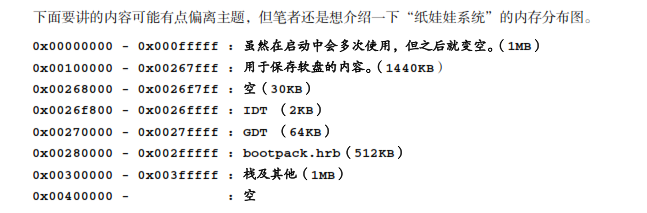 下面要讲的内容可能有点偏离主题，但笔者还是想介绍一下“纸娃娃系统”的内存分布图。
0x00000000 - 0x000fffff : 虽然在启动中会多次使用，但之后就变空。（1MB）
0x00100000 - 0x00267fff : 用于保存软盘的内容。（1440KB）
0x00268000 - 0x0026f7ff : 空（30KB）
0x0026f800 - 0x0026ffff : IDT （2KB）
0x00270000 - 0x0027ffff : GDT （64KB）
0x00280000 - 0x002fffff : bootpack.hrb（512KB）
0x00300000 - 0x003fffff : 栈及其他（1MB）
0x00400000 - : 空